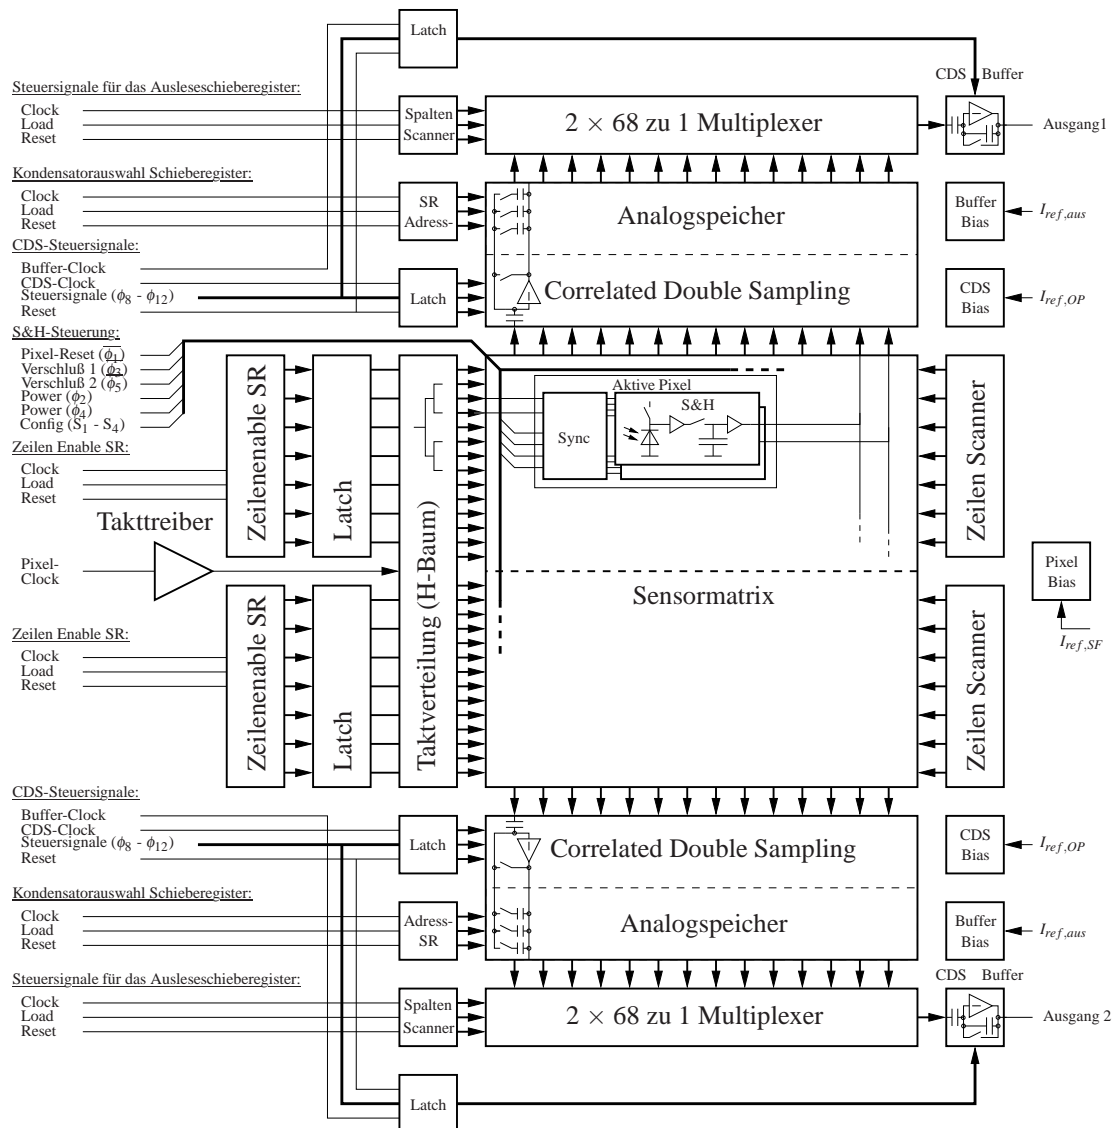 Latch
CDS Buffer
Steuersignale für das Ausleseschieberegister:
Clock
Load
Reset
Spalten
Scanner
2 × 68 zu 1 Multiplexer
Ausgang1
Kondensatorauswahl Schieberegister:
Clock
Load
Reset
SR
Adress-
Analogspeicher
Buffer
Bias
I_ref,aus
CDS-Steuersignale:
Buffer-Clock
CDS-Clock
Steuersignale (ϕ8 - ϕ12)
Reset
Latch
Correlated Double Sampling
CDS
Bias
I_ref,OP
S&H-Steuerung:
Pixel-Reset (ϕ1)
Verschluß 1 (ϕ3)
Verschluß 2 (ϕ5)
Power (ϕ2)
Power (ϕ4)
Config (S1 - S4)
Zeilenenable SR
Latch
Taktverteilung (H-Baum)
Aktive Pixel
S&H
Sync
Zeilen Scanner
Zeilen Enable SR:
Clock
Load
Reset
Takttreiber
Pixel-
Clock
Sensormatrix
Pixel
Bias
I_ref,SF
Zeilen Enable SR:
Clock
Load
Reset
Zeilenenable SR
Latch
Zeilen Scanner
CDS-Steuersignale:
Buffer-Clock
CDS-Clock
Steuersignale (ϕ8 - ϕ12)
Reset
Latch
Correlated Double Sampling
CDS
Bias
I_ref,OP
Kondensatorauswahl Schieberegister:
Clock
Load
Reset
Adress-
SR
Analogspeicher
Buffer
Bias
I_ref,aus
Steuersignale für das Ausleseschieberegister:
Clock
Load
Reset
Spalten
Scanner
2 × 68 zu 1 Multiplexer
CDS Buffer
Ausgang 2
Latch